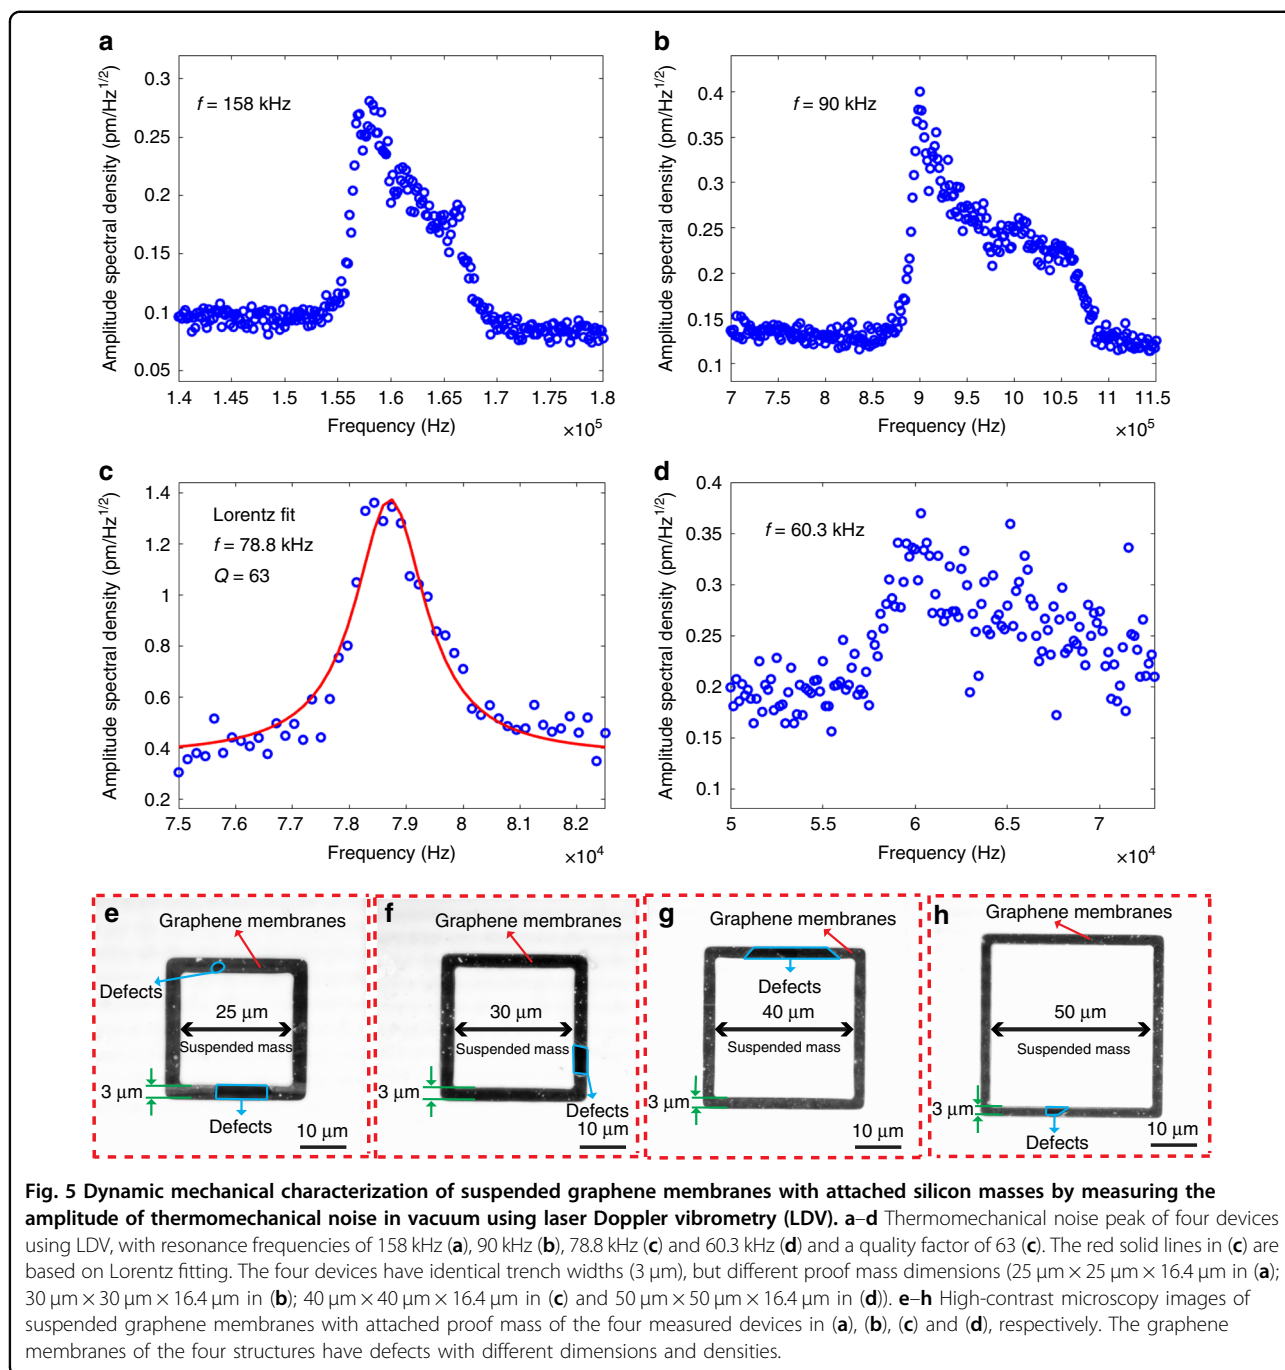 a
0.3
0.25
0.2
0.15
0.1
0.05
Amplitude spectral density (pm/Hz1/2)
f = 158 kHz
1.4 1.45 1.5 1.55 1.6 1.65 1.7 1.75 1.8
Frequency (Hz)
×10⁵
b
0.4
0.35
0.3
0.25
0.2
0.15
0.1
Amplitude spectral density (pm/Hz1/2)
f = 90 kHz
7 7.5 8 8.5 9 9.5 10 10.5 11 11.5
Frequency (Hz)
×10⁵
c
1.4
1.2
1
0.8
0.6
0.4
0.2
Amplitude spectral density (pm/Hz1/2)
Lorentz fit
f = 78.8 kHz
Q = 63
7.5 7.6 7.7 7.8 7.9 8 8.1 8.2
Frequency (Hz)
×10⁴
d
0.4
0.35
0.3
0.25
0.2
0.15
0.1
Amplitude spectral density (pm/Hz1/2)
f = 60.3 kHz
5 5.5 6 6.5 7
Frequency (Hz)
×10⁴
e
Graphene membranes
Defects
25 μm
Suspended mass
3 μm
Defects
10 μm
f
Graphene membranes
30 μm
Suspended mass
3 μm
Defects
10 μm
g
Graphene membranes
Defects
40 μm
Suspended mass
3 μm
10 μm
h
Graphene membranes
50 μm
Suspended mass
3 μm
Defects
10 μm
Fig. 5 Dynamic mechanical characterization of suspended graphene membranes with attached silicon masses by measuring the
amplitude of thermomechanical noise in vacuum using laser Doppler vibrometry (LDV). a–d Thermomechanical noise peak of four devices
using LDV, with resonance frequencies of 158 kHz (a), 90 kHz (b), 78.8 kHz (c) and 60.3 kHz (d) and a quality factor of 63 (c). The red solid lines in (c) are
based on Lorentz fitting. The four devices have identical trench widths (3 μm), but different proof mass dimensions (25 μm × 25 μm × 16.4 μm in (a);
30 μm × 30 μm × 16.4 μm in (b); 40 μm × 40 μm × 16.4 μm in (c) and 50 μm × 50 μm × 16.4 μm in (d)). e–h High-contrast microscopy images of
suspended graphene membranes with attached proof mass of the four measured devices in (a), (b), (c) and (d), respectively. The graphene
membranes of the four structures have defects with different dimensions and densities.